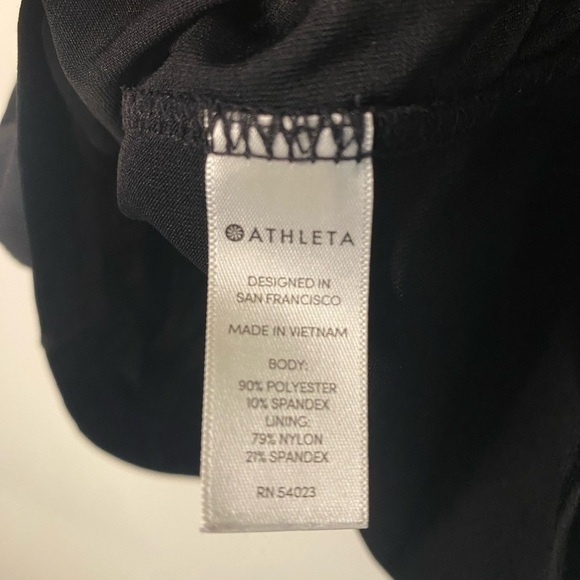 ATHLETA
DESIGNED IN
SAN FRANCISCO
MADE IN VIETNAM
BODY:
90% POLYESTER
10% SPANDEX
LINING:
79% NYLON
21% SPANDEX
RN 54023